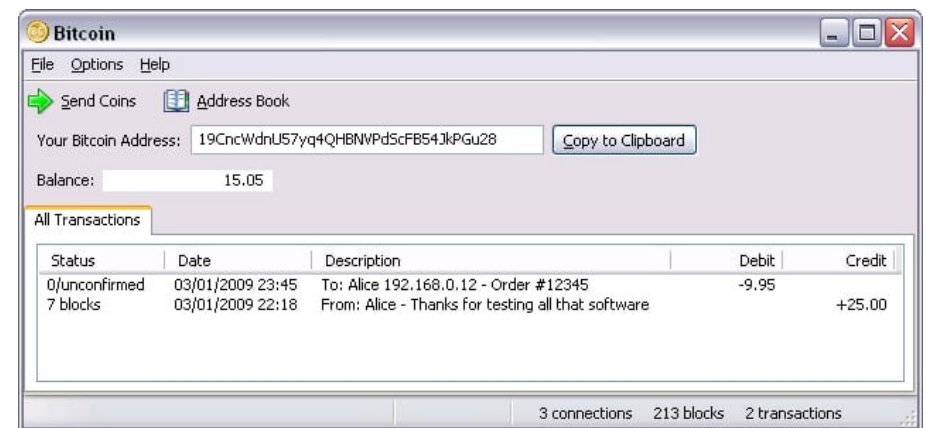 Bitcoin
File Options Help
Send Coins Address Book
Your Bitcoin Address: 19CncWdnU57yq4QHBNVPdScFB54JkPGu28 Copy to Clipboard
Balance: 15.05
All Transactions
Status Date Description Debit Credit
0/unconfirmed 03/01/2009 23:45 To: Alice 192.168.0.12 - Order #12345 -9.95
7 blocks 03/01/2009 22:18 From: Alice - Thanks for testing all that software +25.00
3 connections 213 blocks 2 transactions